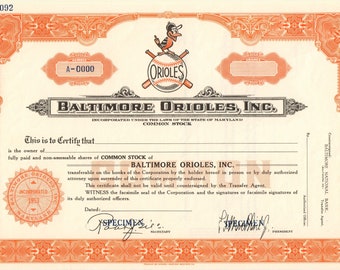 092
A-0000
ORIOLES
BALTIMORE ORIOLES, INC.
INCORPORATED UNDER THE LAWS OF THE STATE OF MARYLAND
COMMON STOCK
This is to Certify that
is the owner of
fully paid and non-assessable shares of COMMON STOCK of
BALTIMORE ORIOLES, INC.
transferable on the books of the Corporation by the holder hereof in person or by duly authorized
attorney upon surrender of this certificate properly endorsed.
This certificate shall not be valid until countersigned by the Transfer Agent.
WITNESS the facsimile seal of the Corporation and the facsimile signatures of
its duly authorized officers.
Dated
SPECIMEN
SPECIMEN
SECRETARY
PRESIDENT
BALTIMORE NATIONAL BANK